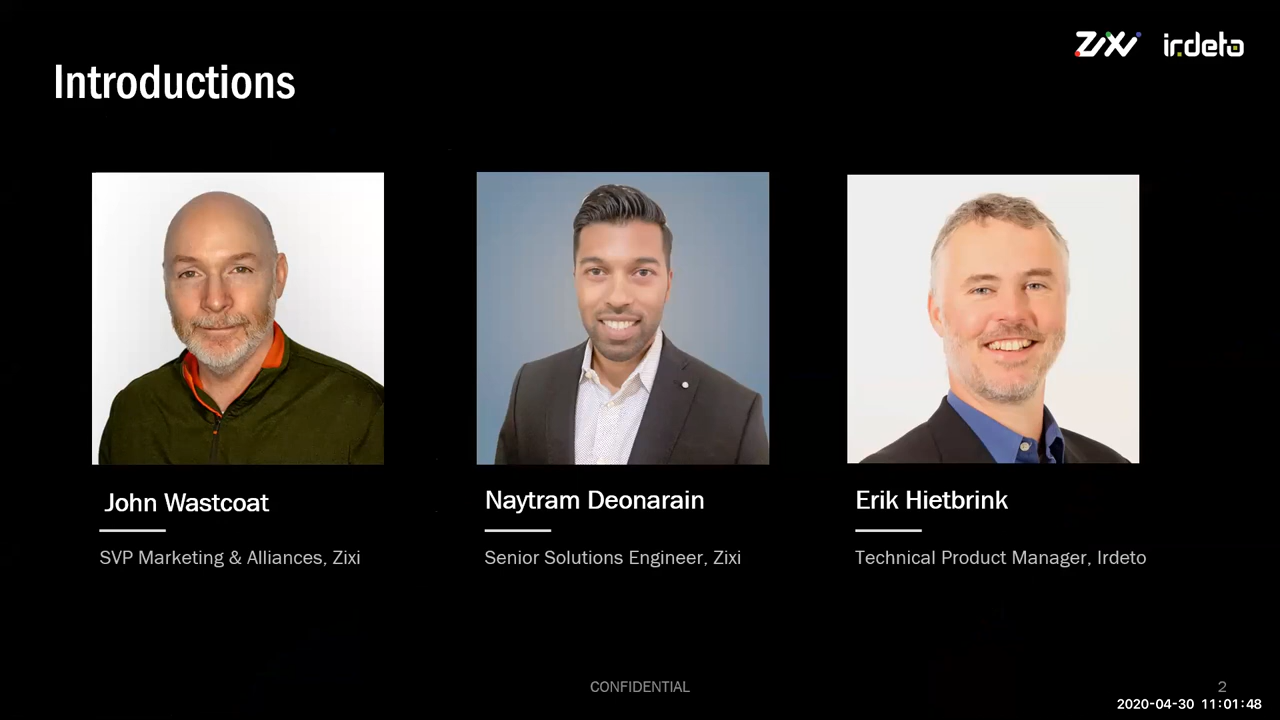 ZiXi irdeto
Introductions
John Wastcoat
SVP Marketing & Alliances, Zixi
Naytram Deonarain
Senior Solutions Engineer, Zixi
Erik Hietbrink
Technical Product Manager, Irdeto
CONFIDENTIAL
2
2020-04-30 11:01:48